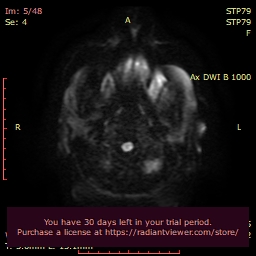 Im: 5/48
Se: 4
A
STP79
STP79
F
Ax DWI B 1000
R
L
You have 30 days left in your trial period.
Purchase a license at https://radiantviewer.com/store/